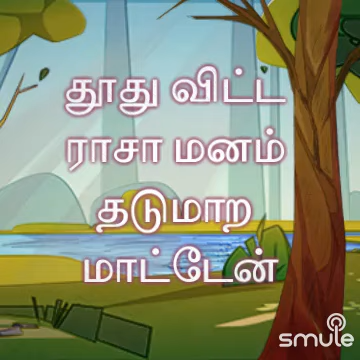 தூது விட்ட
ராசா மனம்
தடுமாற
மாட்டேன்
smule